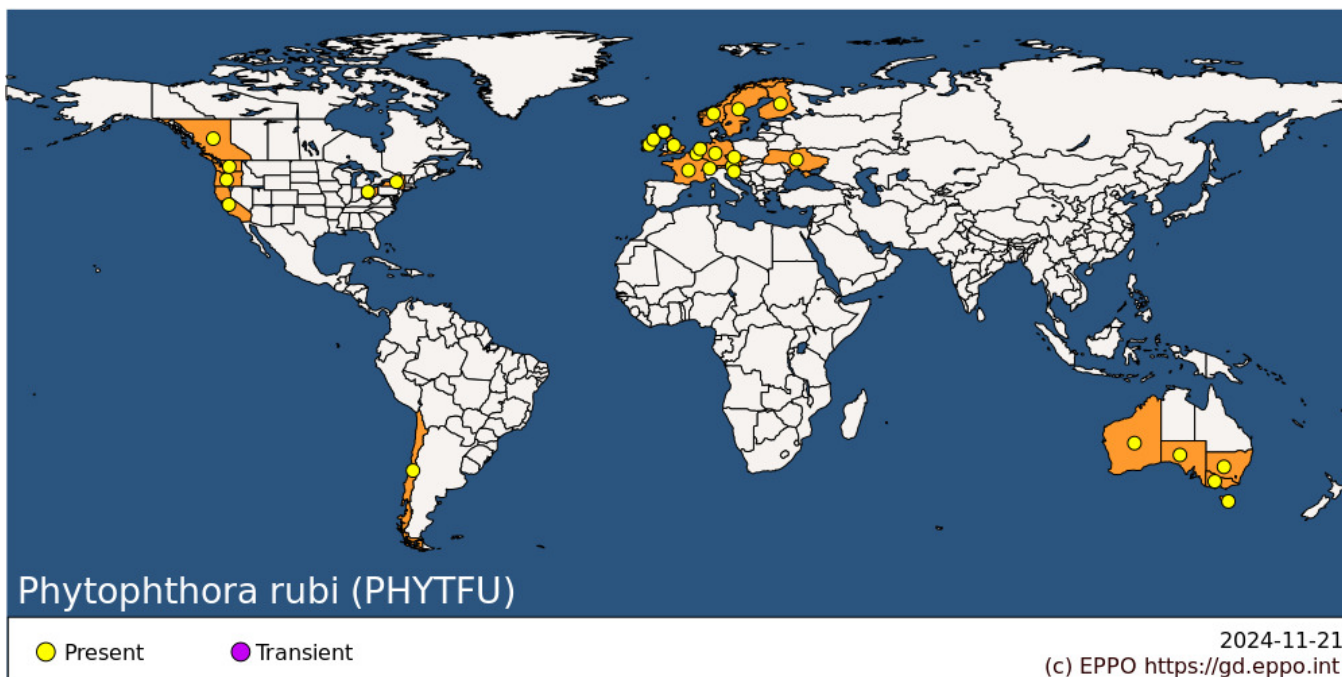 Phytophthora rubi (PHYTFU)
Present
Transient
2024-11-21
(c) EPPO https://gd.eppo.int